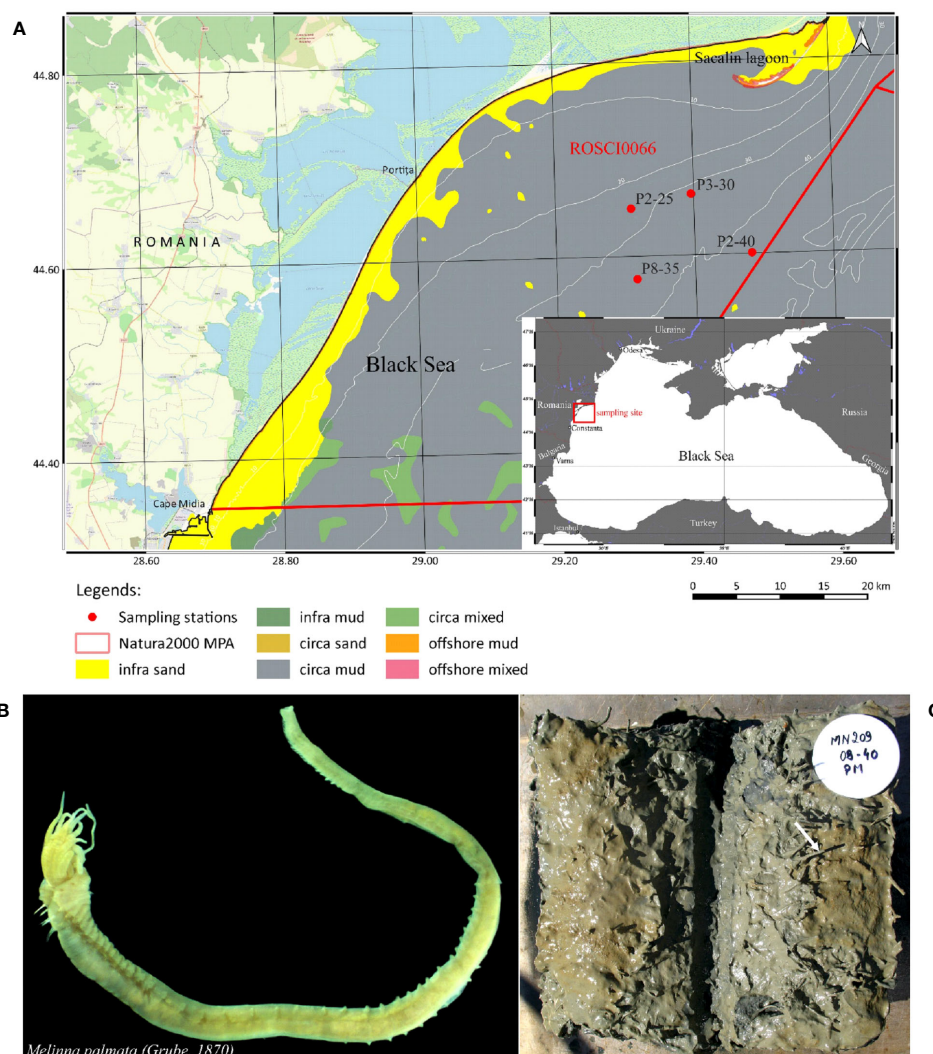 A
44.80
44.60
44.40
28.60
28.80
29.00
29.20
29.40
29.60
N
Sacalin lagoon
ROSCI0066
Portița
P3-30
P2-25
ROMANIA
P2-40
P8-35
Black Sea
Cape Midia
Ukraine
Odesa
Romania
sampling site
Constanta
Russia
Bulgaria
Varna
Black Sea
Georgia
Istanbul
Turkey
0 5 10 15 20 km
Legends:
Sampling stations
Natura2000 MPA
infra sand
infra mud
circa sand
circa mud
circa mixed
offshore mud
offshore mixed
B
C
MN209
08-40
PM
Melinna palmata (Grube, 1870)